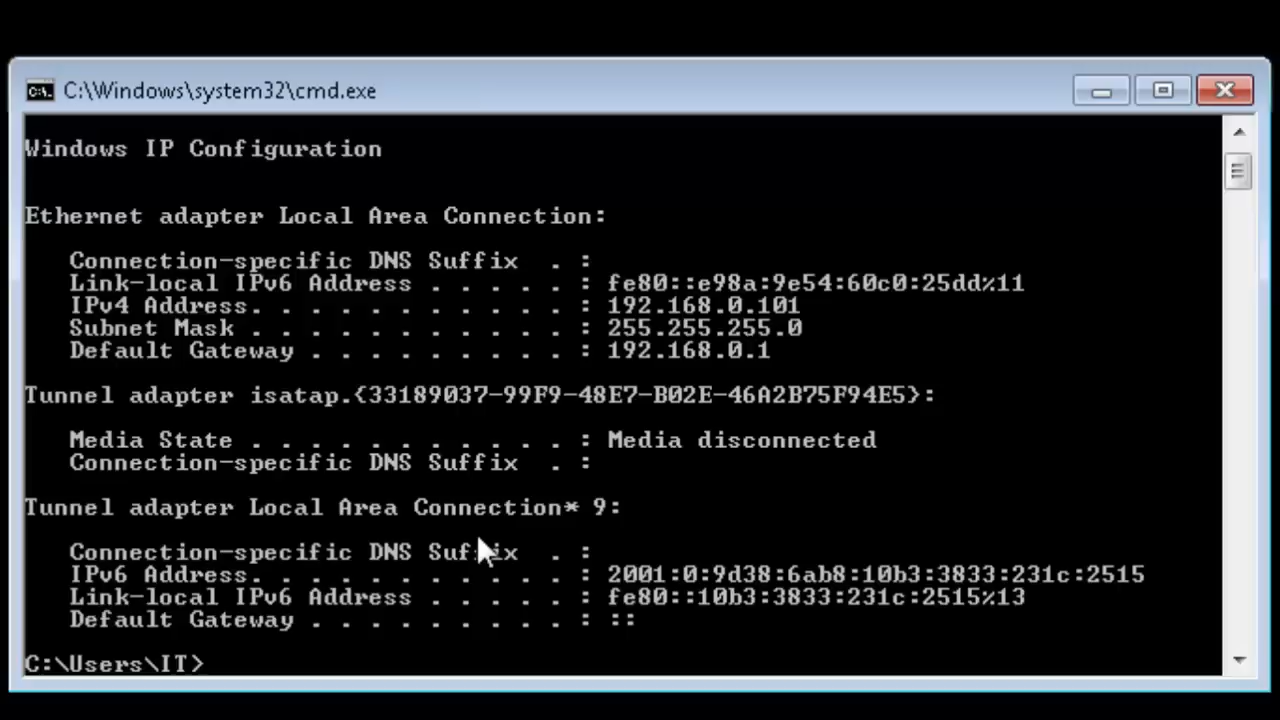 C:\Windows\system32\cmd.exe
Windows IP Configuration
Ethernet adapter Local Area Connection:
Connection-specific DNS Suffix . :
Link-local IPv6 Address . . . . . : fe80::e98a:9e54:60c0:25dd%11
IPv4 Address. . . . . . . . . . . : 192.168.0.101
Subnet Mask . . . . . . . . . . . : 255.255.255.0
Default Gateway . . . . . . . . . : 192.168.0.1
Tunnel adapter isatap.{33189037-99F9-48E7-B02E-46A2B75F94E5}:
Media State . . . . . . . . . . . : Media disconnected
Connection-specific DNS Suffix . :
Tunnel adapter Local Area Connection* 9:
Connection-specific DNS Suffix . :
IPv6 Address. . . . . . . . . . . : 2001:0:9d38:6ab8:10b3:3833:231c:2515
Link-local IPv6 Address . . . . . : fe80::10b3:3833:231c:2515%13
Default Gateway . . . . . . . . . : ::
C:\Users\IT>